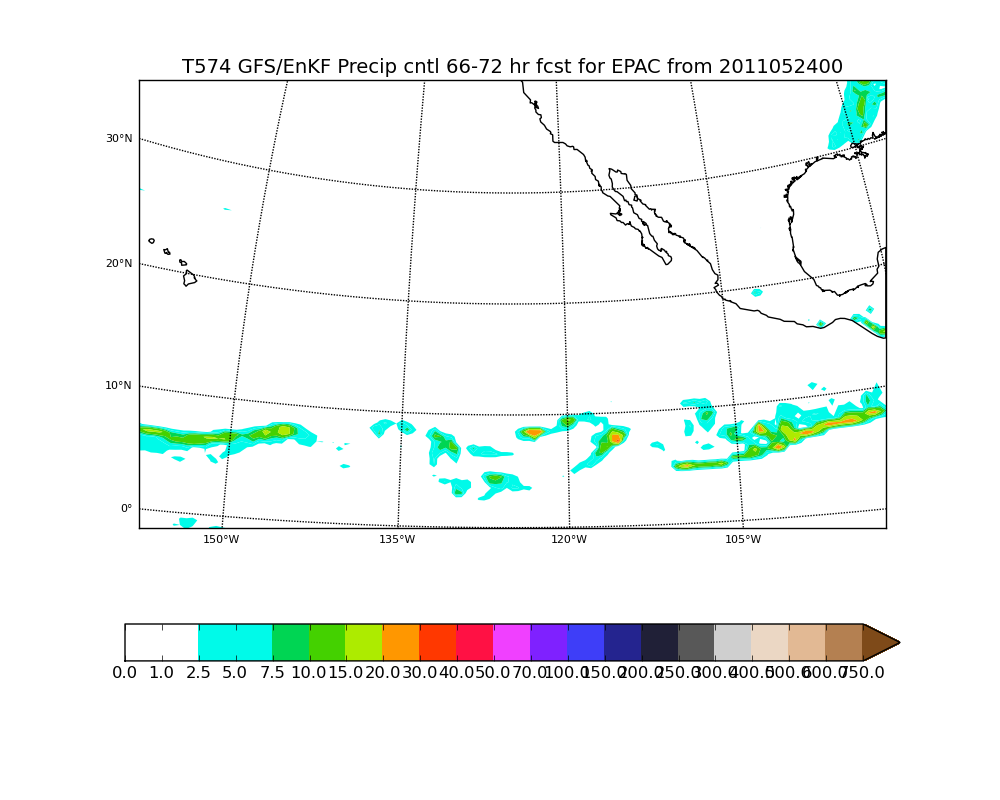 T574 GFS/EnKF Precip cntl 66-72 hr fcst for EPAC from 2011052400
30°N
20°N
10°N
0°
150°W 135°W 120°W 105°W
0.0 1.0 2.5 5.0 7.5 10.0 15.0 20.0 30.0 40.0 50.0 70.0 100.0 150.0 200.0 250.0 300.0 400.0 500.0 600.0 750.0